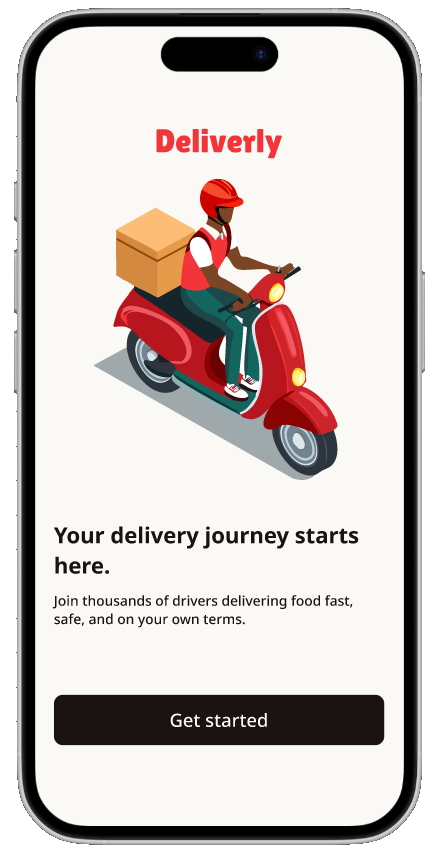 Deliverly
Your delivery journey starts
here.
Join thousands of drivers delivering food fast,
safe, and on your own terms.
Get started